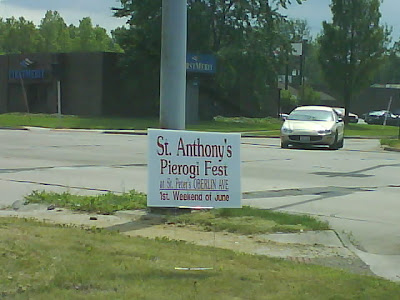 St. Anthony's
Pierogi Fest
at St. Peter's OBERLIN AVE
1st. Weekend of June